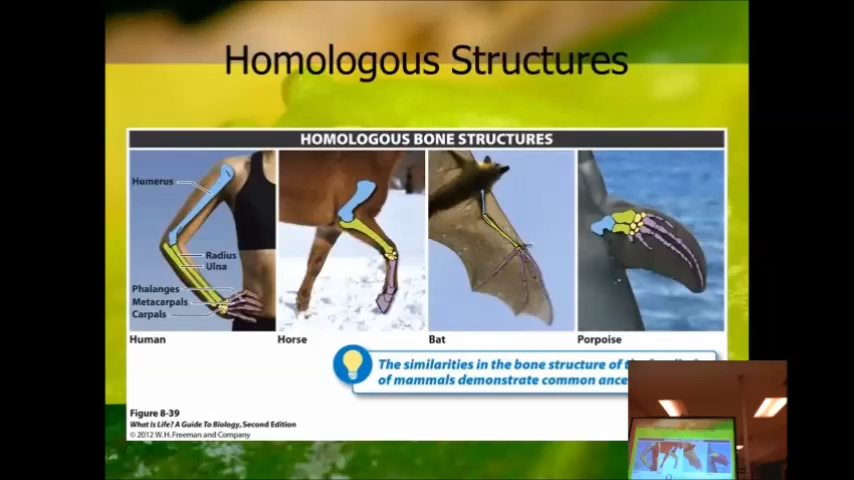 Homologous Structures
HOMOLOGOUS BONE STRUCTURES
Humerus
Radius
Ulna
Phalanges
Metacarpals
Carpals
Human
Horse
Bat
Porpoise
The similarities in the bone structure of
of mammals demonstrate common
Figure 8-39
What Is Life? A Guide To Biology, Second Edition
© 2012 W.H. Freeman and Company